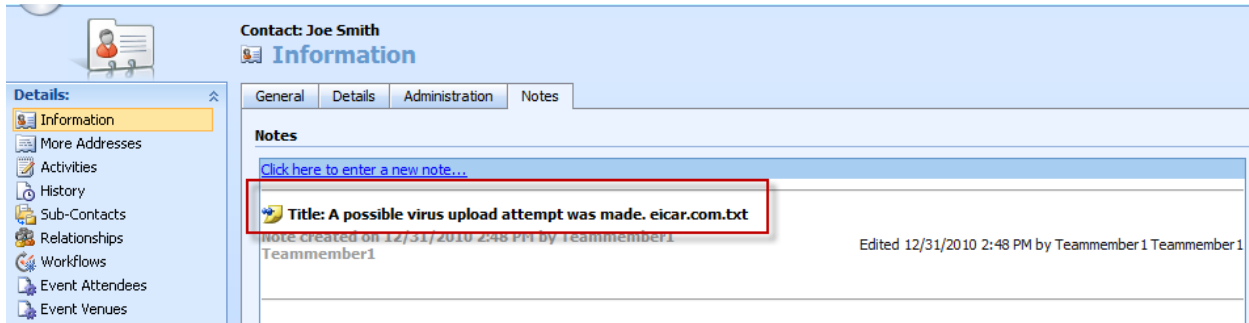 Contact: Joe Smith
Information
Details:
Information
More Addresses
Activities
History
Sub-Contacts
Relationships
Workflows
Event Attendees
Event Venues
General Details Administration Notes
Notes
Click here to enter a new note...
Title: A possible virus upload attempt was made. eicar.com.txt
Note created on 12/31/2010 2:48 PM by Teammember1
Teammember1
Edited 12/31/2010 2:48 PM by Teammember1 Teammember1